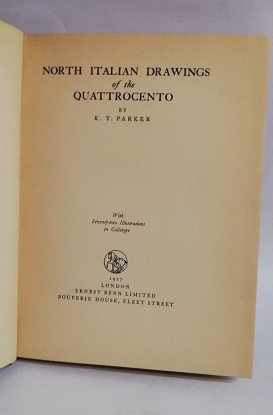 NORTH ITALIAN DRAWINGS
of the
QUATTROCENTO
BY
K. T. PARKER
With
Seventy-two Illustrations
in Collotype
1927
LONDON
ERNEST BENN LIMITED
BOUVERIE HOUSE, FLEET STREET